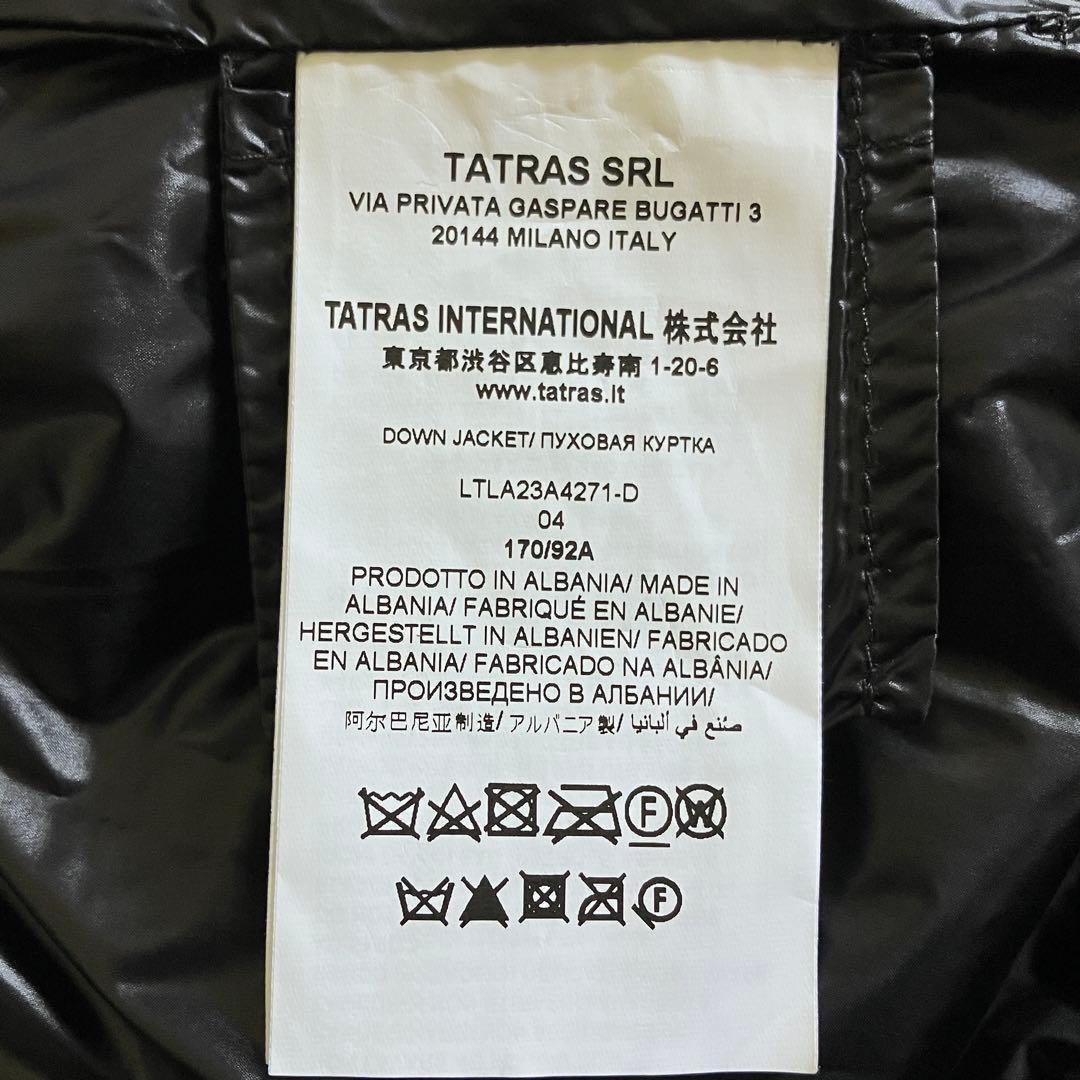 TATRAS SRL
VIA PRIVATA GASPARE BUGATTI 3
20144 MILANO ITALY
TATRAS INTERNATIONAL 株式会社
東京都渋谷区恵比寿南 1-20-6
www.tatras.it
DOWN JACKET/ ПУХОВАЯ КУРТКА
LTLA23A4271-D
04
170/92A
PRODOTTO IN ALBANIA/ MADE IN
ALBANIA/ FABRIQUÉ EN ALBANIE/
HERGESTELLT IN ALBANIEN/ FABRICADO
EN ALBANIA/ FABRICADO NA ALBÂNIA/
ПРОИЗВЕДЕНО В АЛБАНИИ/
阿尔巴尼亚制造/ アルバニア製/ صُنع في ألبانيا
F W
F